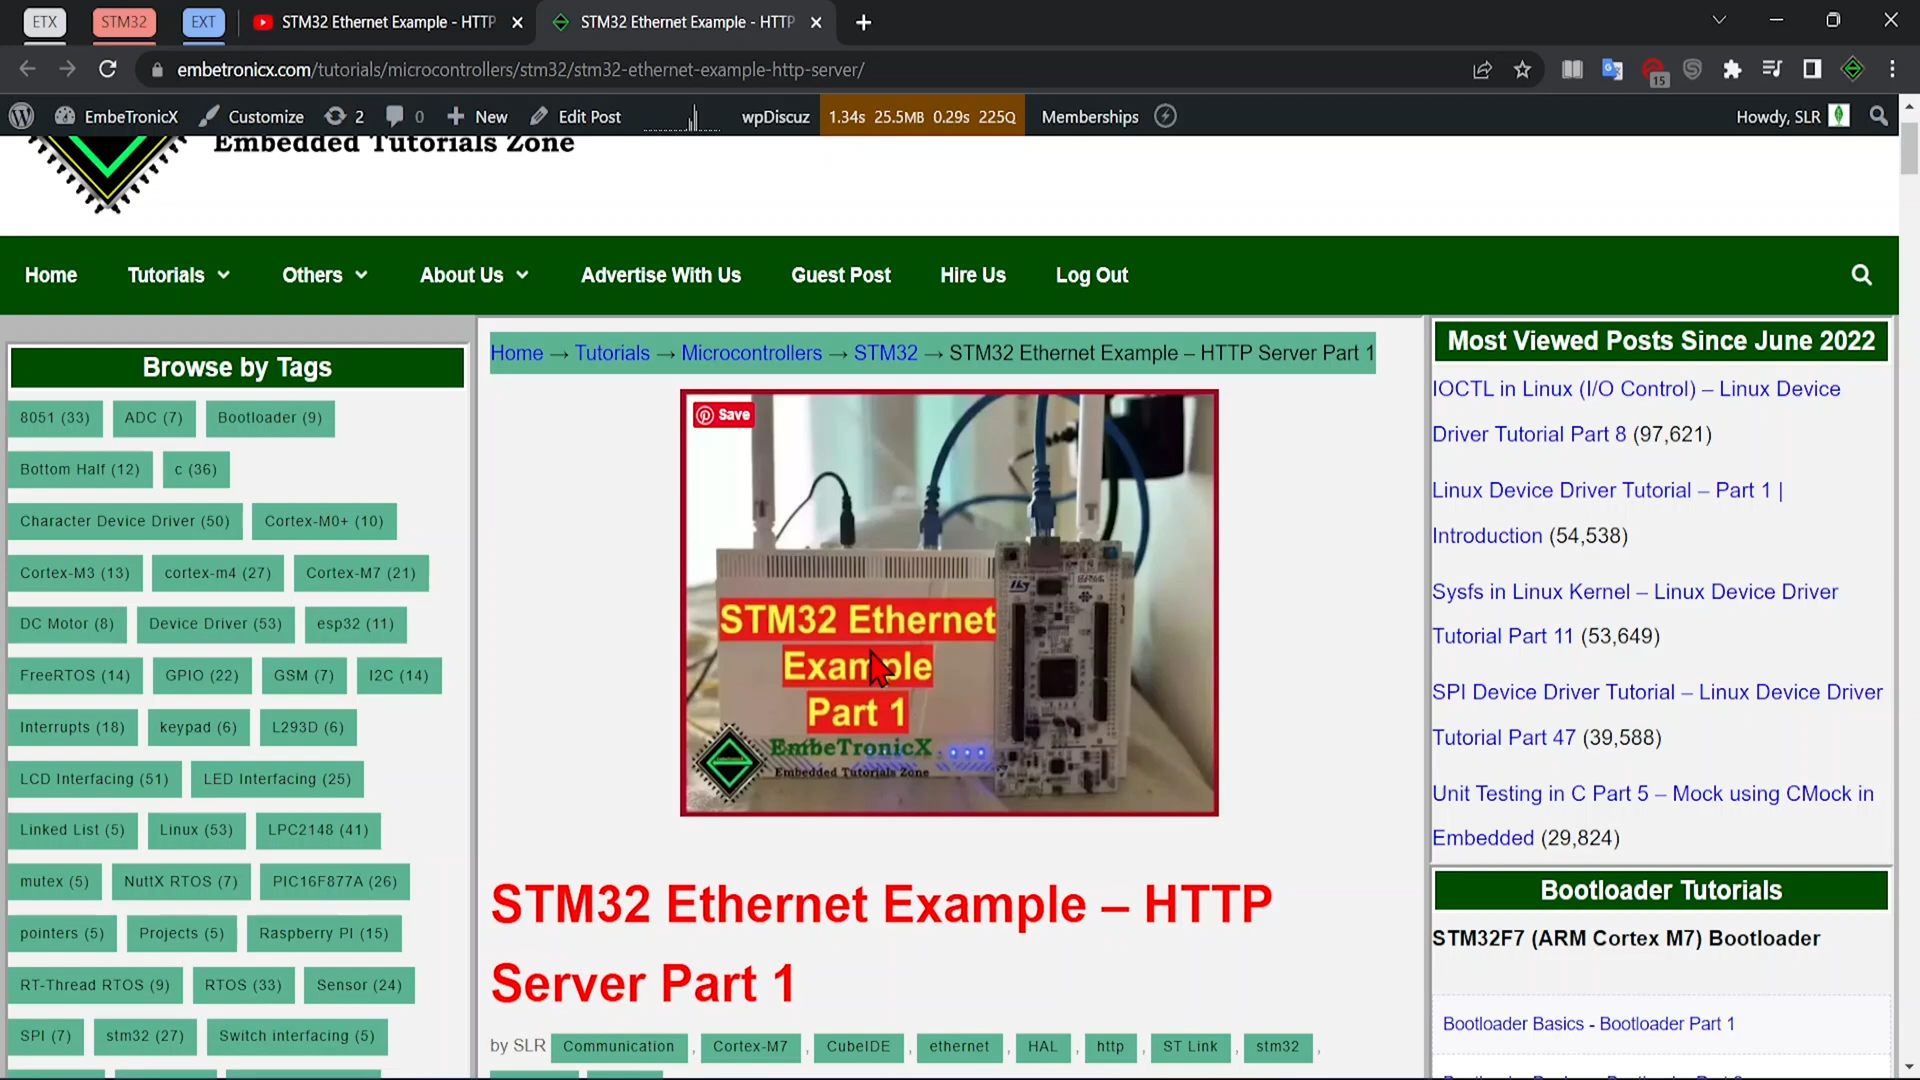 ETX
STM32
EXT
STM32 Ethernet Example - HTTP
STM32 Ethernet Example - HTTP
embetronicx.com/tutorials/microcontrollers/stm32/stm32-ethernet-example-http-server/
15
EmbeTronicX
Customize
2
0
New
Edit Post
wpDiscuz
1.34s 25.5MB 0.29s 225Q
Memberships
Howdy, SLR
Embedded Tutorials Zone
Home
Tutorials
Others
About Us
Advertise With Us
Guest Post
Hire Us
Log Out
Browse by Tags
8051 (33)
ADC (7)
Bootloader (9)
Bottom Half (12)
c (36)
Character Device Driver (50)
Cortex-M0+ (10)
Cortex-M3 (13)
cortex-m4 (27)
Cortex-M7 (21)
DC Motor (8)
Device Driver (53)
esp32 (11)
FreeRTOS (14)
GPIO (22)
GSM (7)
I2C (14)
Interrupts (18)
keypad (6)
L293D (6)
LCD Interfacing (51)
LED Interfacing (25)
Linked List (5)
Linux (53)
LPC2148 (41)
mutex (5)
NuttX RTOS (7)
PIC16F877A (26)
pointers (5)
Projects (5)
Raspberry PI (15)
RT-Thread RTOS (9)
RTOS (33)
Sensor (24)
SPI (7)
stm32 (27)
Switch interfacing (5)
Home → Tutorials → Microcontrollers → STM32 → STM32 Ethernet Example – HTTP Server Part 1
Save
STM32 Ethernet
Example
Part 1
EmbeTronicX
Embedded Tutorials Zone
STM32 Ethernet Example – HTTP
Server Part 1
by SLR Communication , Cortex-M7 , CubeIDE , ethernet , HAL , http , ST Link , stm32 ,
Most Viewed Posts Since June 2022
IOCTL in Linux (I/O Control) – Linux Device
Driver Tutorial Part 8 (97,621)
Linux Device Driver Tutorial – Part 1 |
Introduction (54,538)
Sysfs in Linux Kernel – Linux Device Driver
Tutorial Part 11 (53,649)
SPI Device Driver Tutorial – Linux Device Driver
Tutorial Part 47 (39,588)
Unit Testing in C Part 5 – Mock using CMock in
Embedded (29,824)
Bootloader Tutorials
STM32F7 (ARM Cortex M7) Bootloader
Bootloader Basics - Bootloader Part 1